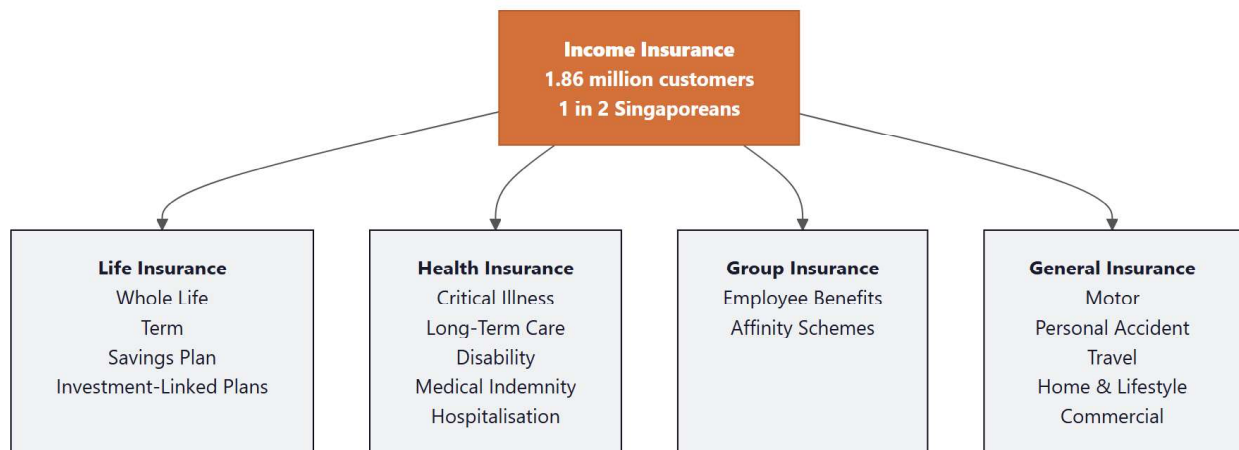 Income Insurance
1.86 million customers
1 in 2 Singaporeans
Life Insurance
Whole Life
Term
Savings Plan
Investment-Linked Plans
Health Insurance
Critical Illness
Long-Term Care
Disability
Medical Indemnity
Hospitalisation
Group Insurance
Employee Benefits
Affinity Schemes
General Insurance
Motor
Personal Accident
Travel
Home & Lifestyle
Commercial